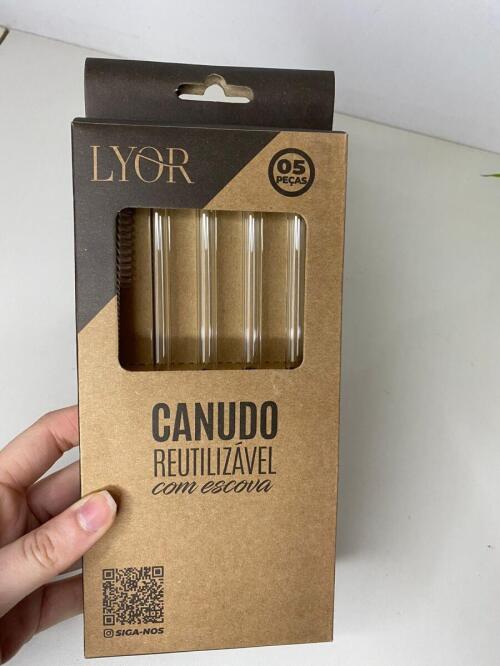 LYOR
05
PEÇAS
CANUDO
REUTILIZÁVEL
com escova
SIGA-NOS